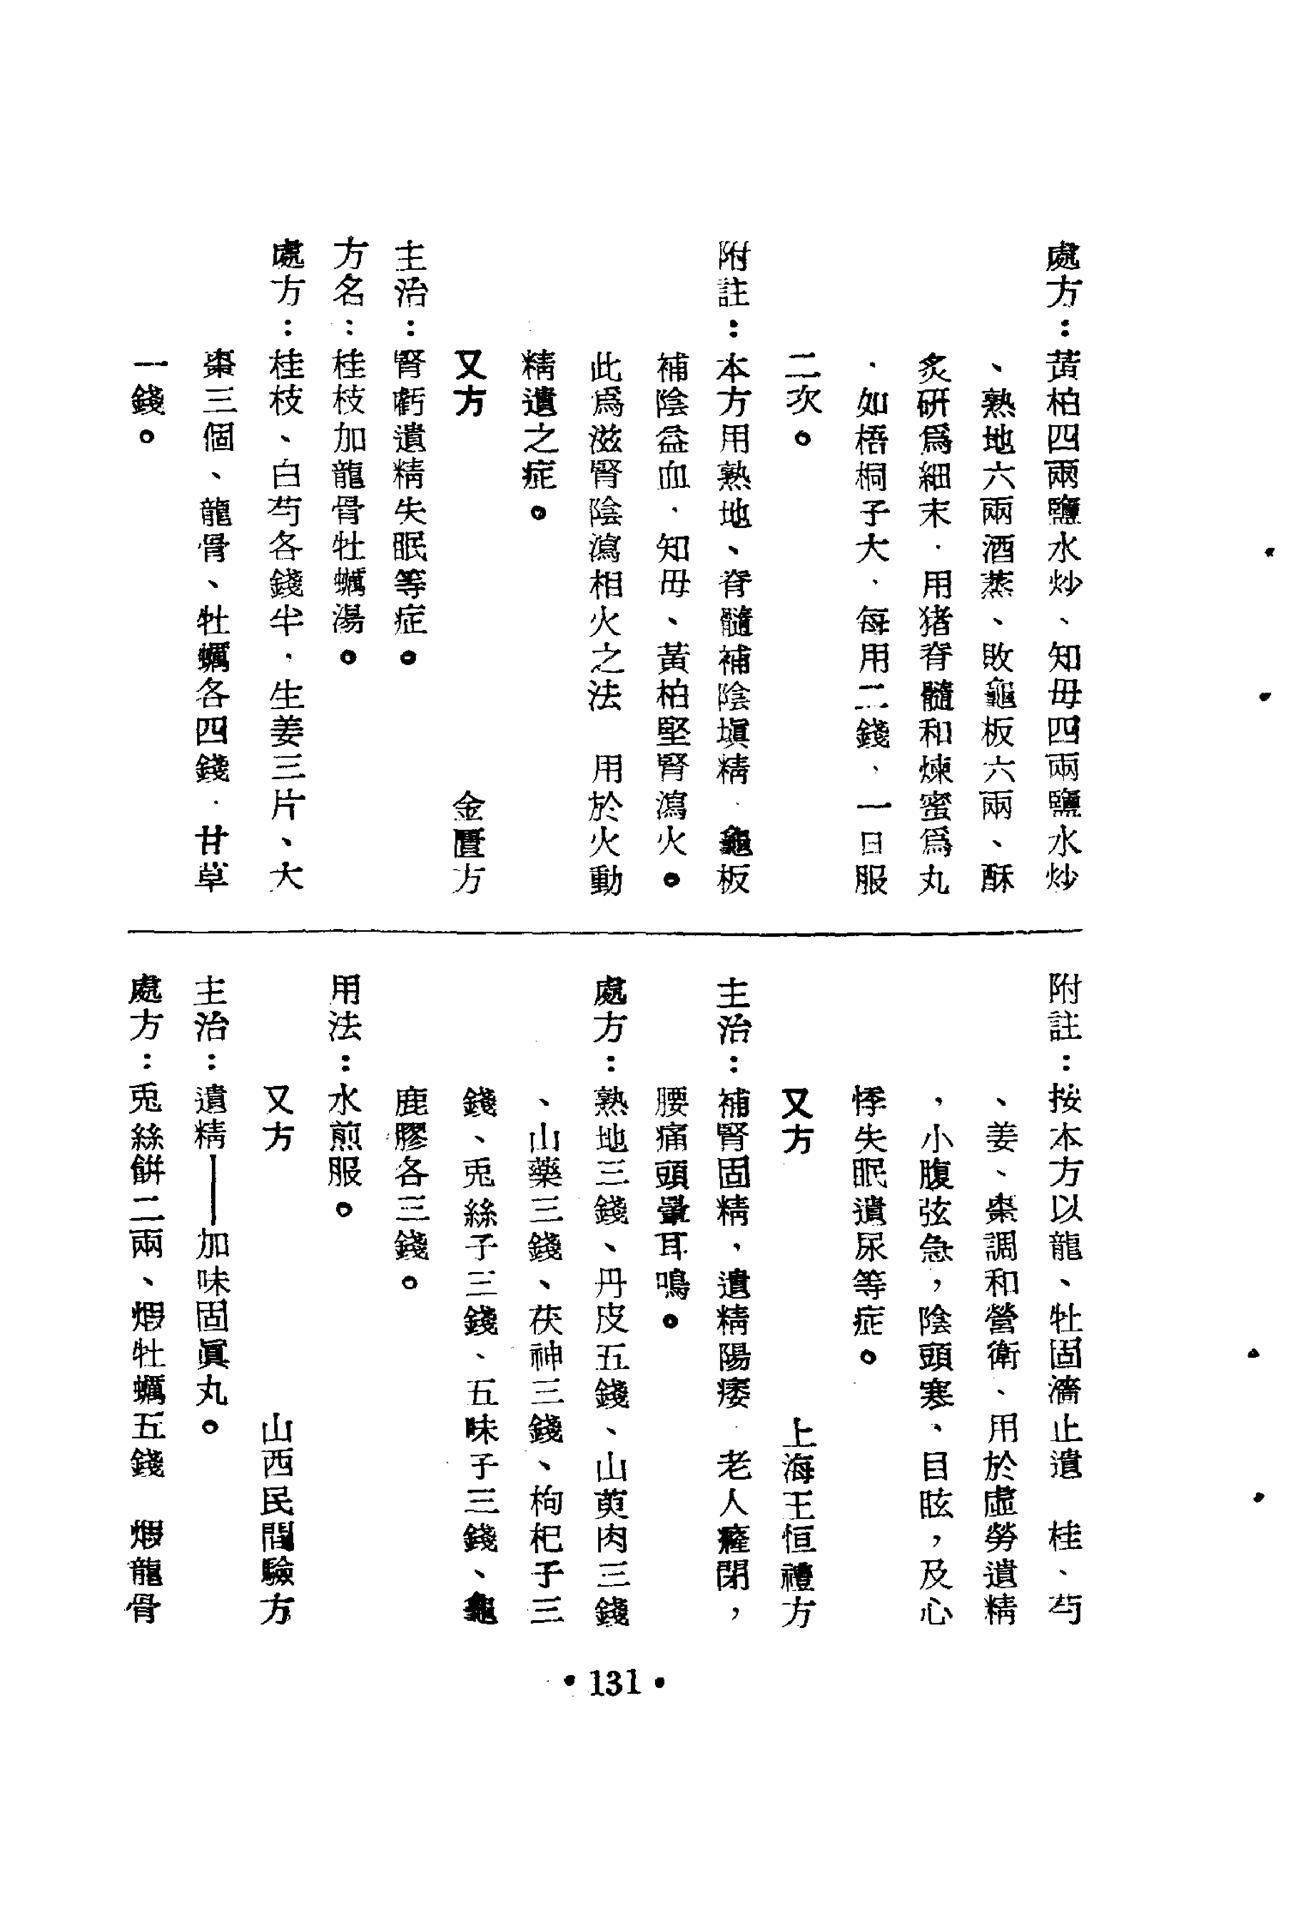 處方：黃柏四兩鹽水炒、知毋四兩鹽水炒
、熟地六兩酒蒸、敗龜板六兩、酥
炙研爲細末．用猪脊髓和煉蜜爲丸
．如梧桐子大．每用二錢、一日服
二次。
附註：本方用熟地、脊髓補陰塡精．龜板
補陰益血．知毋、黃柏堅腎瀉火。
此爲滋腎陰瀉相火之法　用於火動
精遺之症。
又方　金匱方
主治：腎虧遺精失眠等症。
方名：桂枝加龍骨牡蠣湯。
處方：桂枝、白芍各錢半．生姜三片、大
棗三個、龍骨、牡蠣各四錢．甘草
一錢。
附註：按本方以龍、牡固濇止遺　桂、芍
、姜、棗調和營衛、用於虛勞遺精
，小腹弦急，陰頭寒、目眩，及心
悸失眠遺尿等症。
又方　上海王恒禮方
主治：補腎固精，遺精陽痿．老人癃閉，
腰痛頭暈耳鳴。
處方：熟地三錢、丹皮五錢、山萸肉三錢
、山藥三錢、茯神三錢、枸杞子三
錢、兎絲子三錢、五味子三錢、龜
鹿膠各三錢。
用法：水煎服。
又方　山西民間驗方
主治：遺精——加味固眞丸。
處方：兎絲餠二兩、煆牡蠣五錢　煆龍骨
•131•